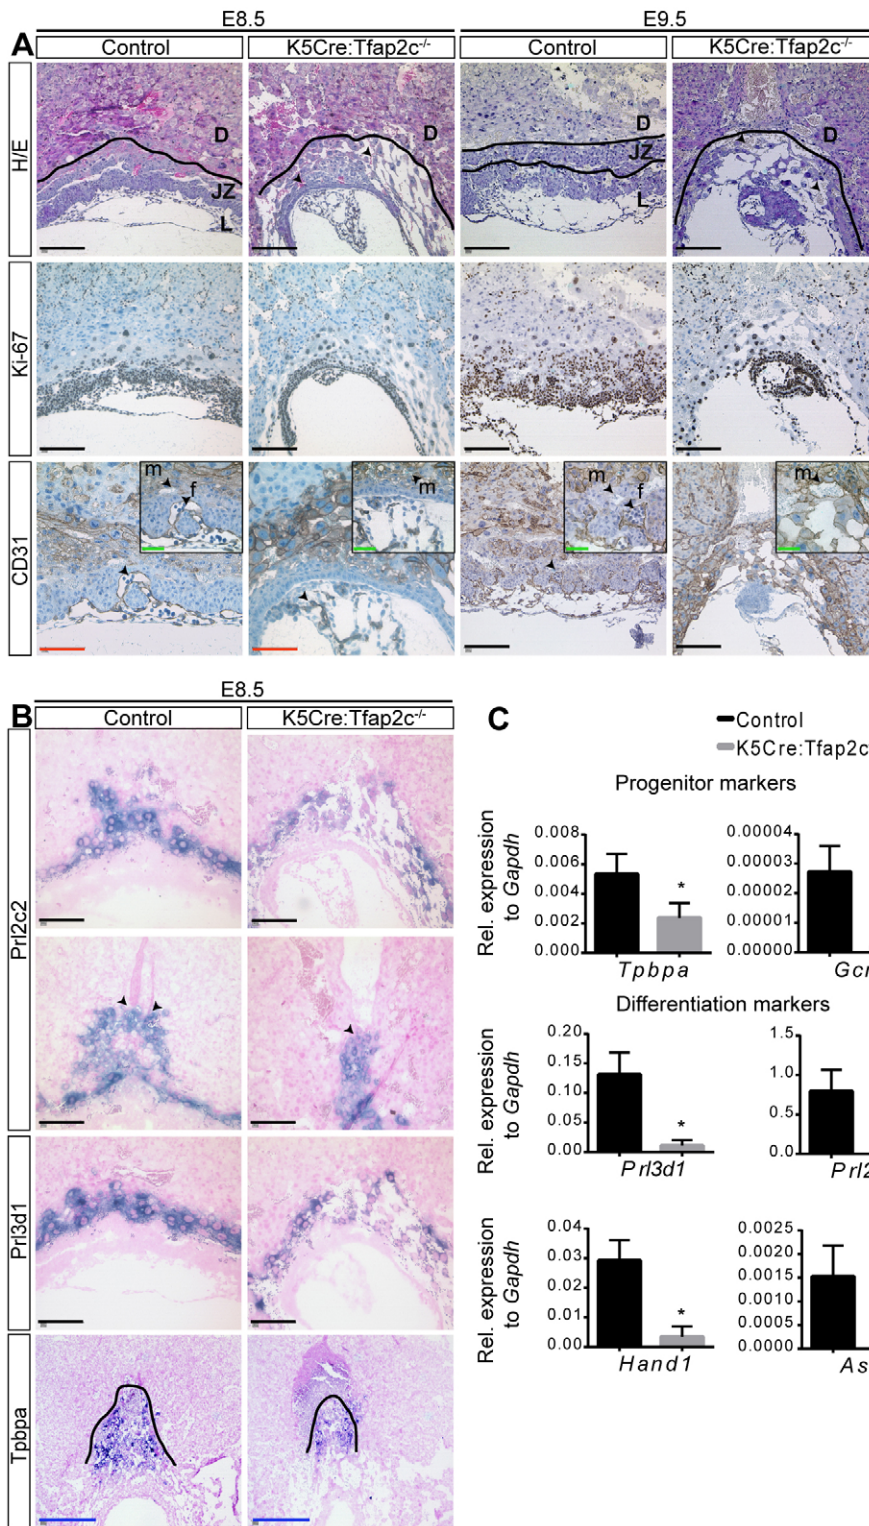 E8.5
E9.5
A
Control
K5Cre:Tfap2c-/-
Control
K5Cre:Tfap2c-/-
H/E
D
JZ
L
D
D
JZ
L
D
Ki-67
CD31
m
f
m
m
f
m
B
E8.5
Control
K5Cre:Tfap2c-/-
Prl2c2
Prl3d1
Tpbpa
C
Control
K5Cre:Tfap2c
Progenitor markers
Rel. expression
to Gapdh
0.008
0.006
0.004
0.002
0.000
*
Tpbpa
0.00004
0.00003
0.00002
0.00001
0.00000
Gcr
Differentiation markers
Rel. expression
to Gapdh
0.20
0.15
0.10
0.05
0.00
*
Prl3d1
1.5
1.0
0.5
1.0
Prl2
Rel. expression
to Gapdh
0.04
0.03
0.02
0.01
0.00
*
Hand1
0.0025
0.0020
0.0015
0.0010
0.0005
0.0000
As